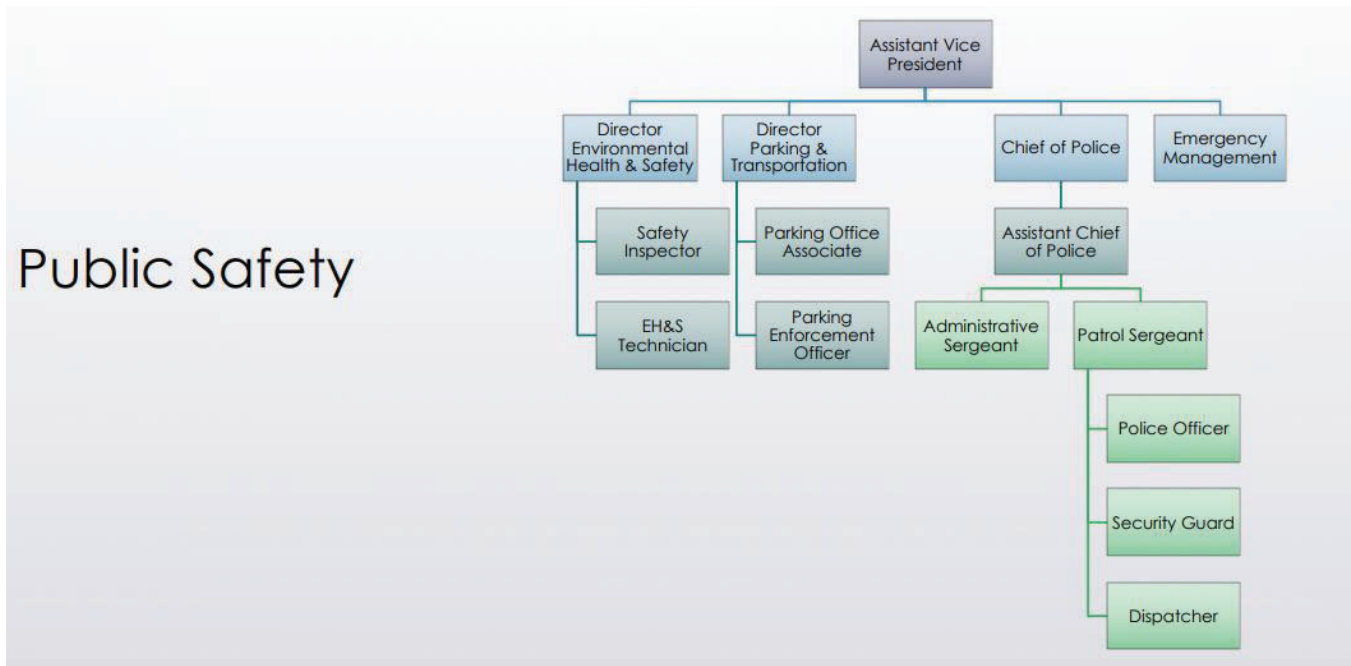 Public Safety
Assistant Vice
President
Director
Environmental
Health & Safety
Director
Parking &
Transportation
Chief of Police
Emergency
Management
Safety
Inspector
Parking Office
Associate
Assistant Chief
of Police
EH&S
Technician
Parking
Enforcement
Officer
Administrative
Sergeant
Patrol Sergeant
Police Officer
Security Guard
Dispatcher